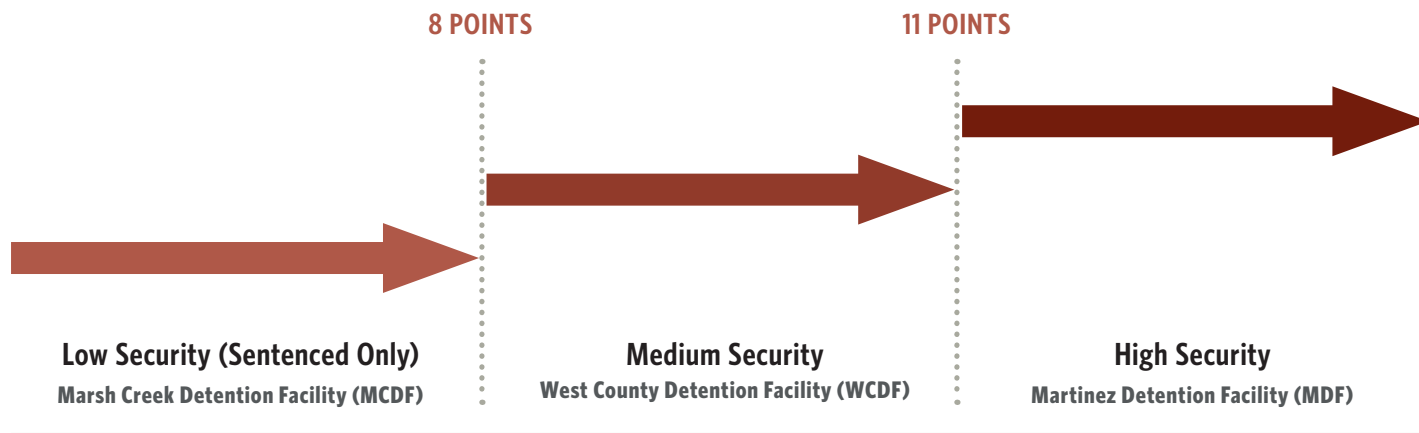 8 POINTS
11 POINTS
Low Security (Sentenced Only)
Marsh Creek Detention Facility (MCDF)
Medium Security
West County Detention Facility (WCDF)
High Security
Martinez Detention Facility (MDF)